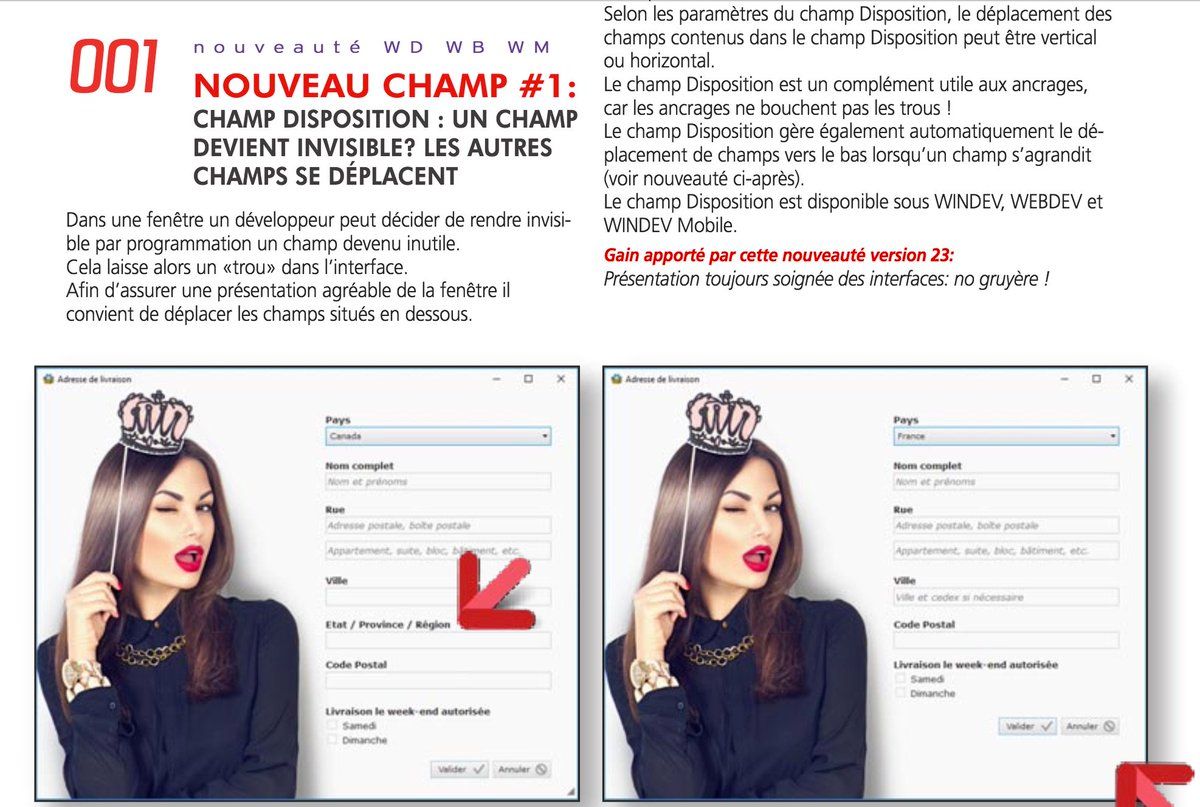 001
nouveauté WD WB WM
NOUVEAU CHAMP #1:
CHAMP DISPOSITION : UN CHAMP
DEVIENT INVISIBLE? LES AUTRES
CHAMPS SE DÉPLACENT
Dans une fenêtre un développeur peut décider de rendre invisi-
ble par programmation un champ devenu inutile.
Cela laisse alors un «trou» dans l’interface.
Afin d’assurer une présentation agréable de la fenêtre il
convient de déplacer les champs situés en dessous.
Selon les paramètres du champ Disposition, le déplacement des
champs contenus dans le champ Disposition peut être vertical
ou horizontal.
Le champ Disposition est un complément utile aux ancrages,
car les ancrages ne bouchent pas les trous !
Le champ Disposition gère également automatiquement le dé-
placement de champs vers le bas lorsqu’un champ s’agrandit
(voir nouveauté ci-après).
Le champ Disposition est disponible sous WINDEV, WEBDEV et
WINDEV Mobile.
Gain apporté par cette nouveauté version 23:
Présentation toujours soignée des interfaces: no gruyère !
Adresse de livraison
Pays
Canada
Nom complet
Nom et prénoms
Rue
Adresse postale, boîte postale
Appartement, suite, bloc, bâtiment, etc.
Ville
Etat / Province / Région
Code Postal
Livraison le week-end autorisée
Samedi
Dimanche
Valider
Annuler
Adresse de livraison
Pays
France
Nom complet
Nom et prénoms
Rue
Adresse postale, boîte postale
Appartement, suite, bloc, bâtiment, etc.
Ville
Ville et cedex si nécessaire
Code Postal
Livraison le week-end autorisée
Samedi
Dimanche
Valider
Annuler